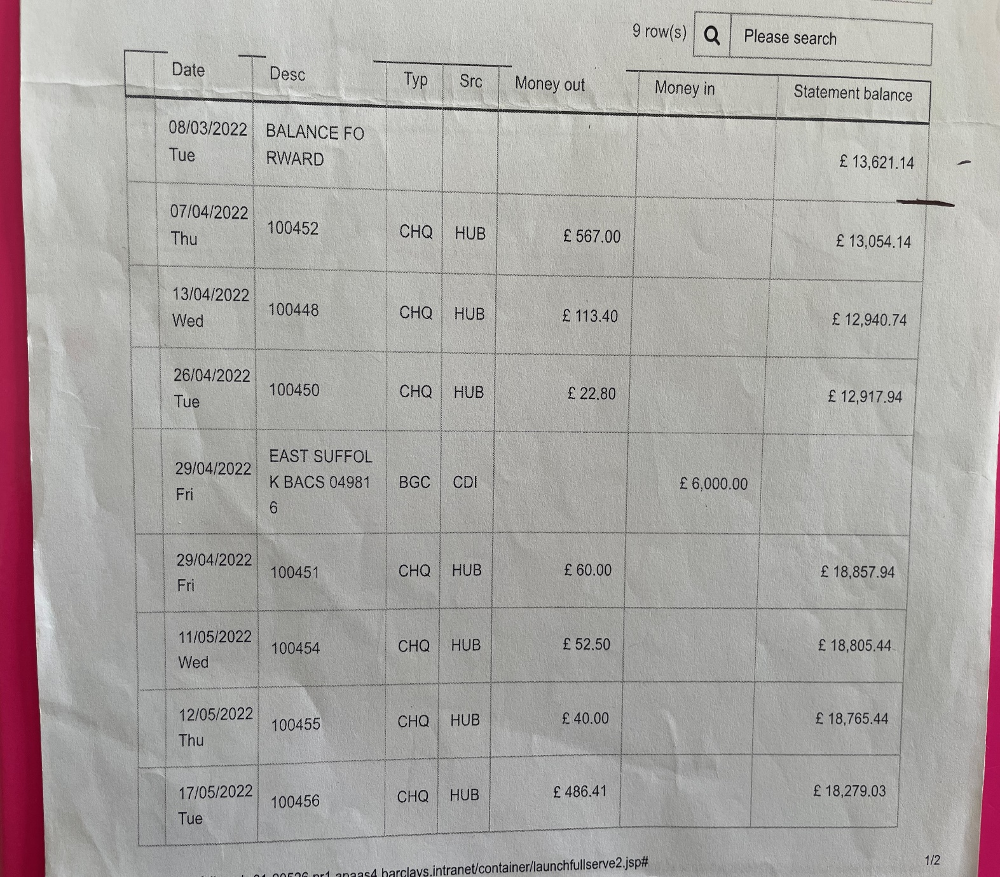 9 row(s) Please search
Date Desc Typ Src Money out Money in Statement balance
08/03/2022 BALANCE FO
Tue RWARD £ 13,621.14
07/04/2022
Thu 100452 CHQ HUB £ 567.00 £ 13,054.14
13/04/2022
Wed 100448 CHQ HUB £ 113.40 £ 12,940.74
26/04/2022
Tue 100450 CHQ HUB £ 22.80 £ 12,917.94
EAST SUFFOL
29/04/2022 K BACS 04981 BGC CDI £ 6,000.00
Fri 6
29/04/2022
Fri 100451 CHQ HUB £ 60.00 £ 18,857.94
11/05/2022
Wed 100454 CHQ HUB £ 52.50 £ 18,805.44
12/05/2022
Thu 100455 CHQ HUB £ 40.00 £ 18,765.44
17/05/2022
Tue 100456 CHQ HUB £ 486.41 £ 18,279.03
barclays.intranet/container/launchfullserve2.jsp# 1/2